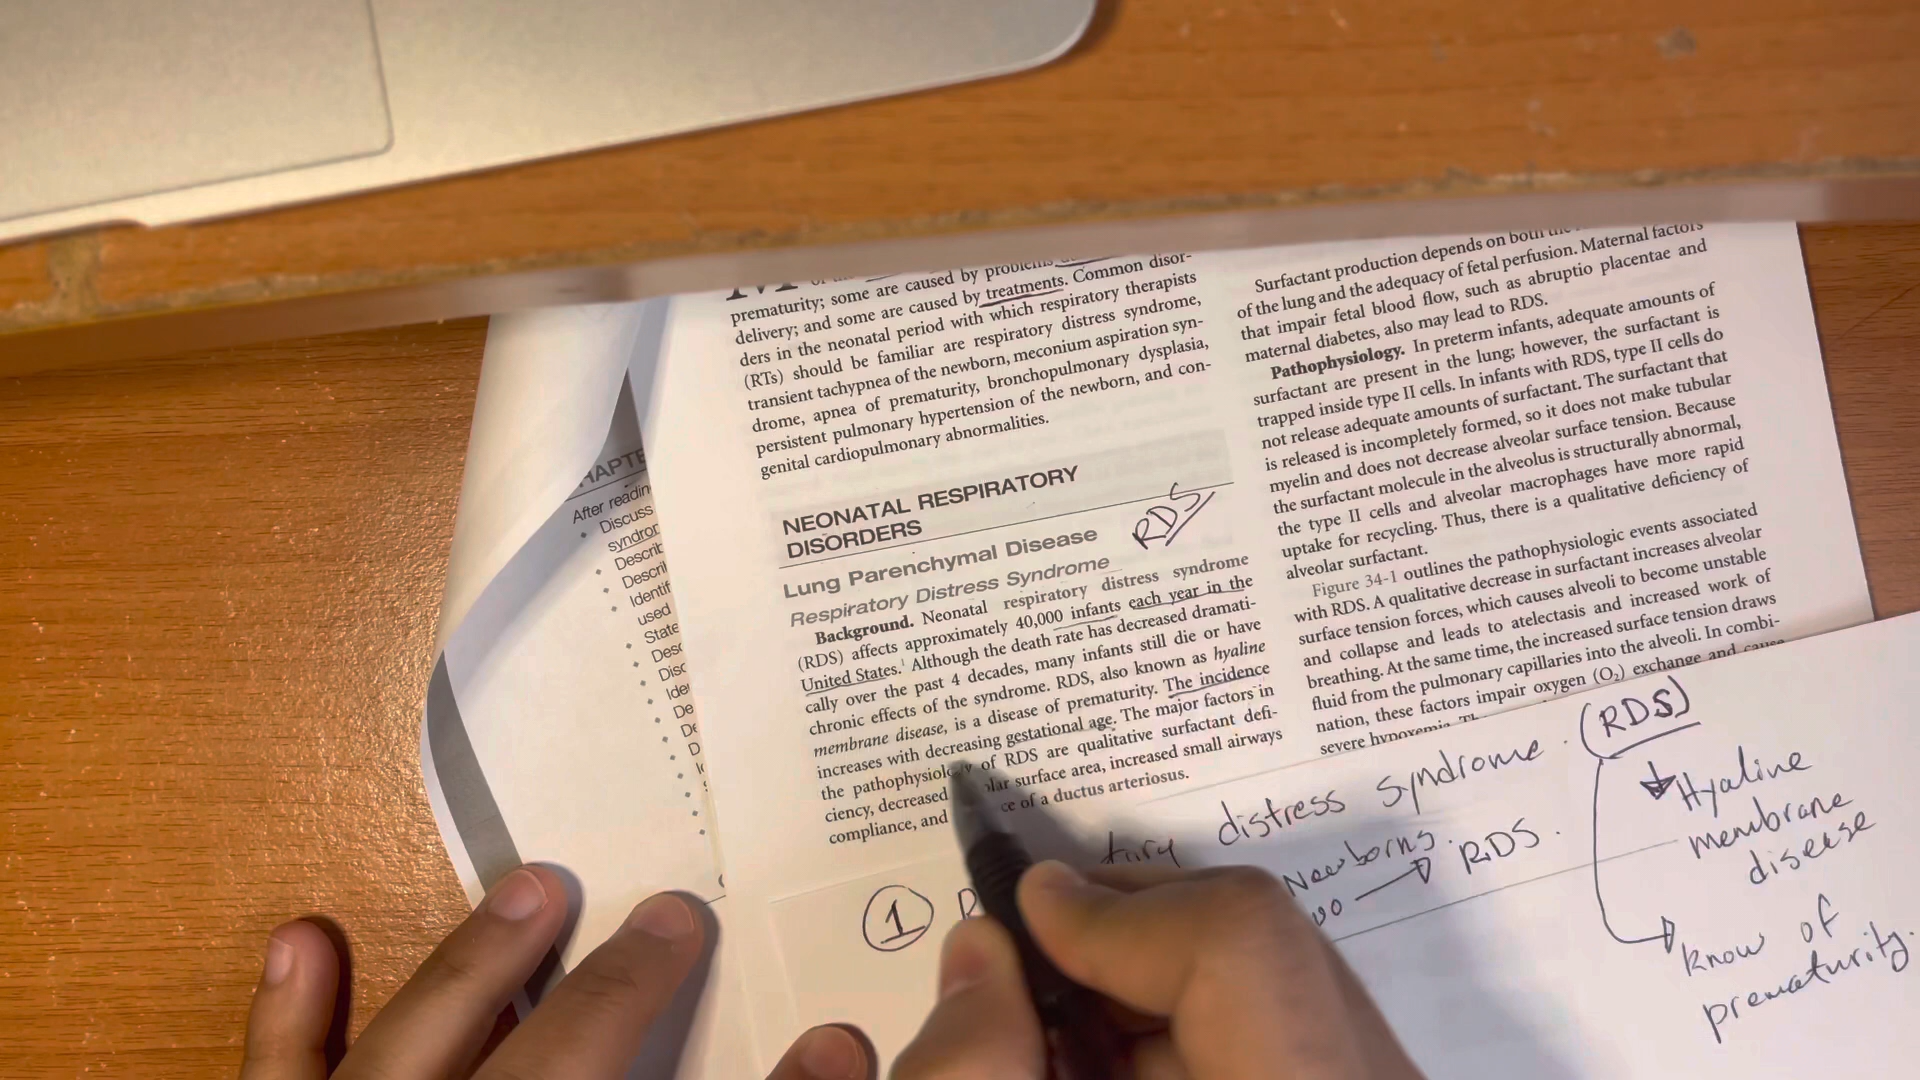 prematurity; some are caused by problems
delivery; and some are caused by treatments. Common disor-
ders in the neonatal period with which respiratory therapists
(RTs) should be familiar are respiratory distress syndrome,
transient tachypnea of the newborn, meconium aspiration syn-
drome, apnea of prematurity, bronchopulmonary dysplasia,
persistent pulmonary hypertension of the newborn, and con-
genital cardiopulmonary abnormalities.
NEONATAL RESPIRATORY
DISORDERS
RDS
Lung Parenchymal Disease
Respiratory Distress Syndrome
Background. Neonatal respiratory distress syndrome
(RDS) affects approximately 40,000 infants each year in the
United States.¹ Although the death rate has decreased dramati-
cally over the past 4 decades, many infants still die or have
chronic effects of the syndrome. RDS, also known as hyaline
membrane disease, is a disease of prematurity. The incidence
increases with decreasing gestational age. The major factors in
the pathophysiology of RDS are qualitative surfactant defi-
ciency, decreased surface area, increased small airways
compliance, and of a ductus arteriosus.
Surfactant production depends on both the
of the lung and the adequacy of fetal perfusion. Maternal factors
that impair fetal blood flow, such as abruptio placentae and
maternal diabetes, also may lead to RDS.
Pathophysiology. In preterm infants, adequate amounts of
surfactant are present in the lung; however, the surfactant is
trapped inside type II cells. In infants with RDS, type II cells do
not release adequate amounts of surfactant. The surfactant that
is released is incompletely formed, so it does not make tubular
myelin and does not decrease alveolar surface tension. Because
the surfactant molecule in the alveolus is structurally abnormal,
the type II cells and alveolar macrophages have more rapid
uptake for recycling. Thus, there is a qualitative deficiency of
alveolar surfactant.
Figure 34-1 outlines the pathophysiologic events associated
with RDS. A qualitative decrease in surfactant increases alveolar
surface tension forces, which causes alveoli to become unstable
and collapse and leads to atelectasis and increased work of
breathing. At the same time, the increased surface tension draws
fluid from the pulmonary capillaries into the alveoli. In combi-
nation, these factors impair oxygen (O₂) exchange and cause
severe hypoxemia.
After readin
Discuss
syndro
Describ
Descri
Identif
used
State
1
distress syndrome. (RDS)
Newborns.
RDS.
Hyaline
membrane
disease
know of
prematurity.